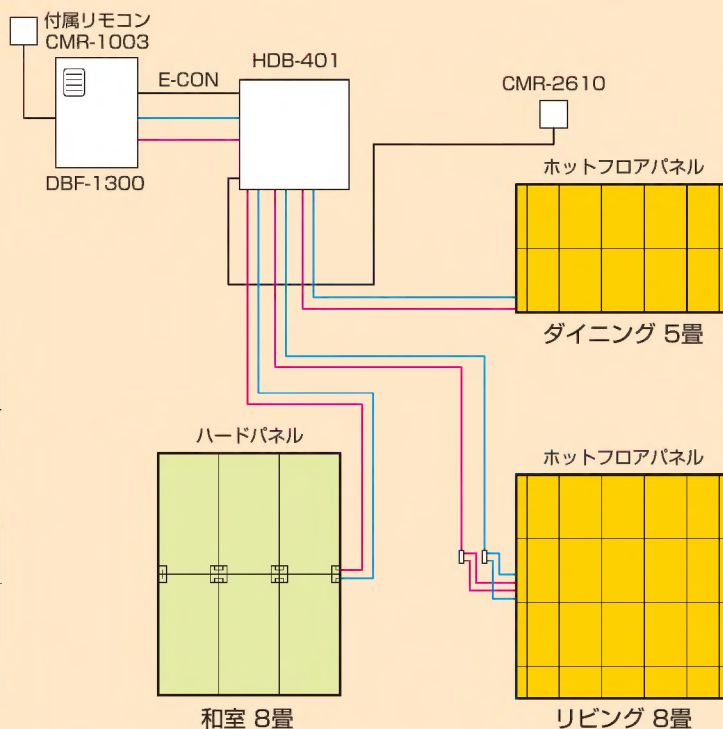 付属リモコン
CMR-1003
E-CON
HDB-401
CMR-2610
DBF-1300
ホットフロアパネル
ダイニング 5畳
ハードパネル
ホットフロアパネル
和室 8畳
リビング 8畳